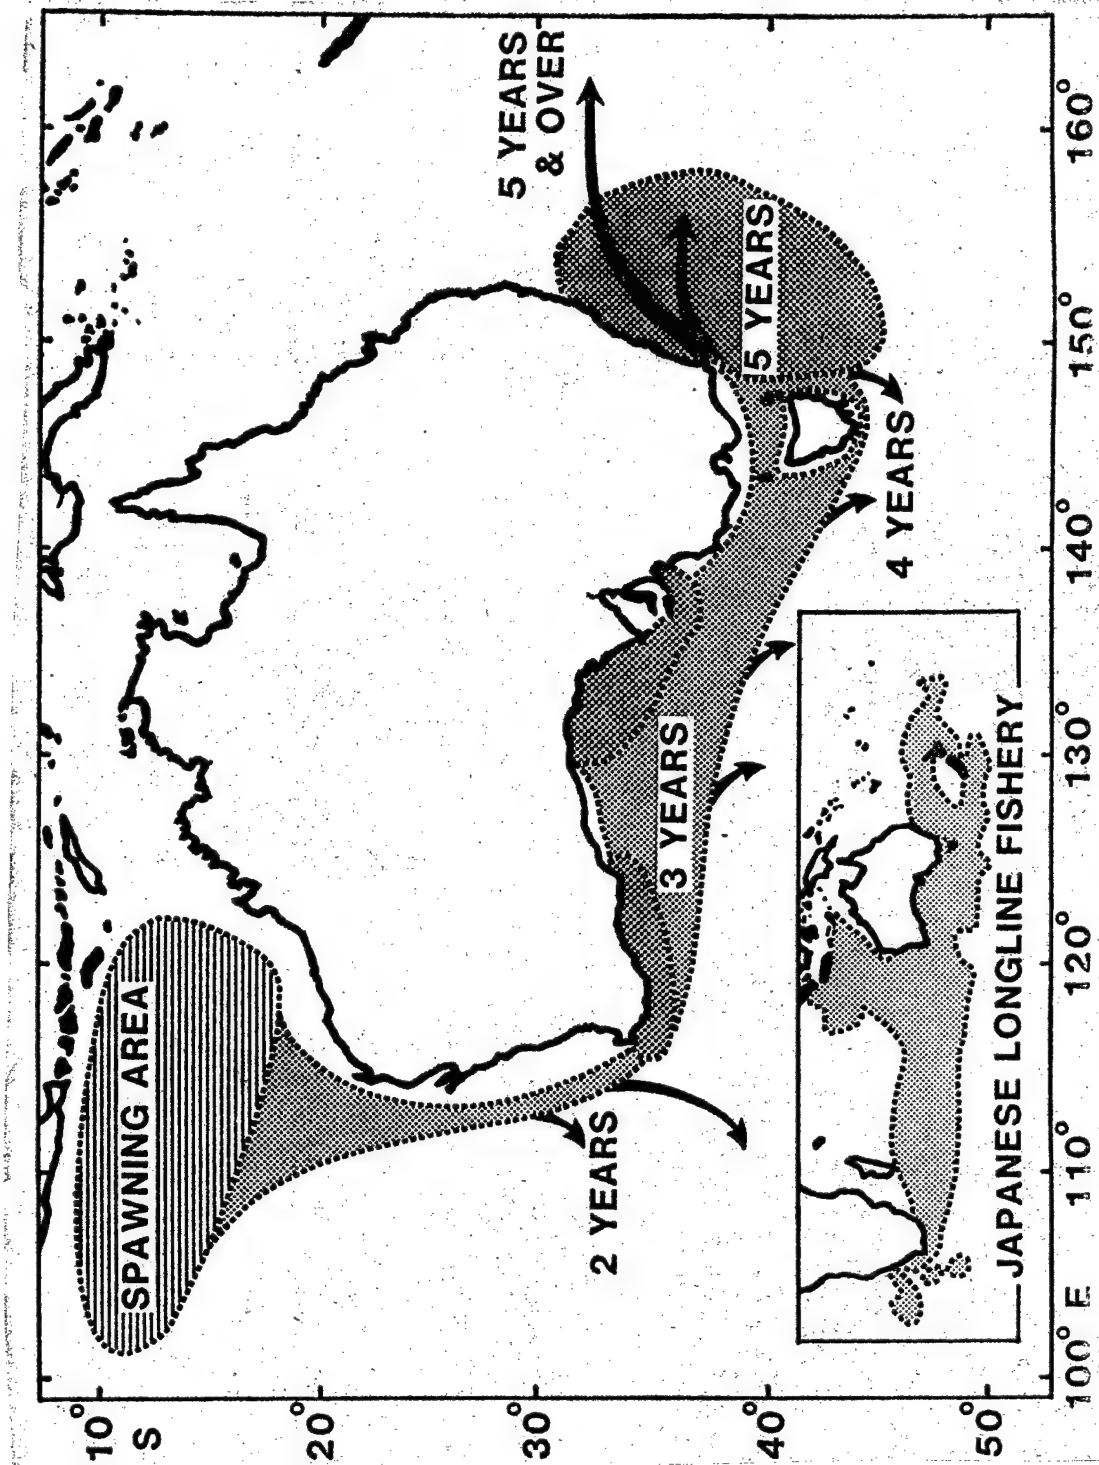 10°
S
20°
30°
40°
50°
100° E
110°
120°
130°
140°
150°
160°
SPAWNING AREA
2 YEARS
3 YEARS
4 YEARS
5 YEARS
5 YEARS
& OVER
JAPANESE LONGLINE FISHERY